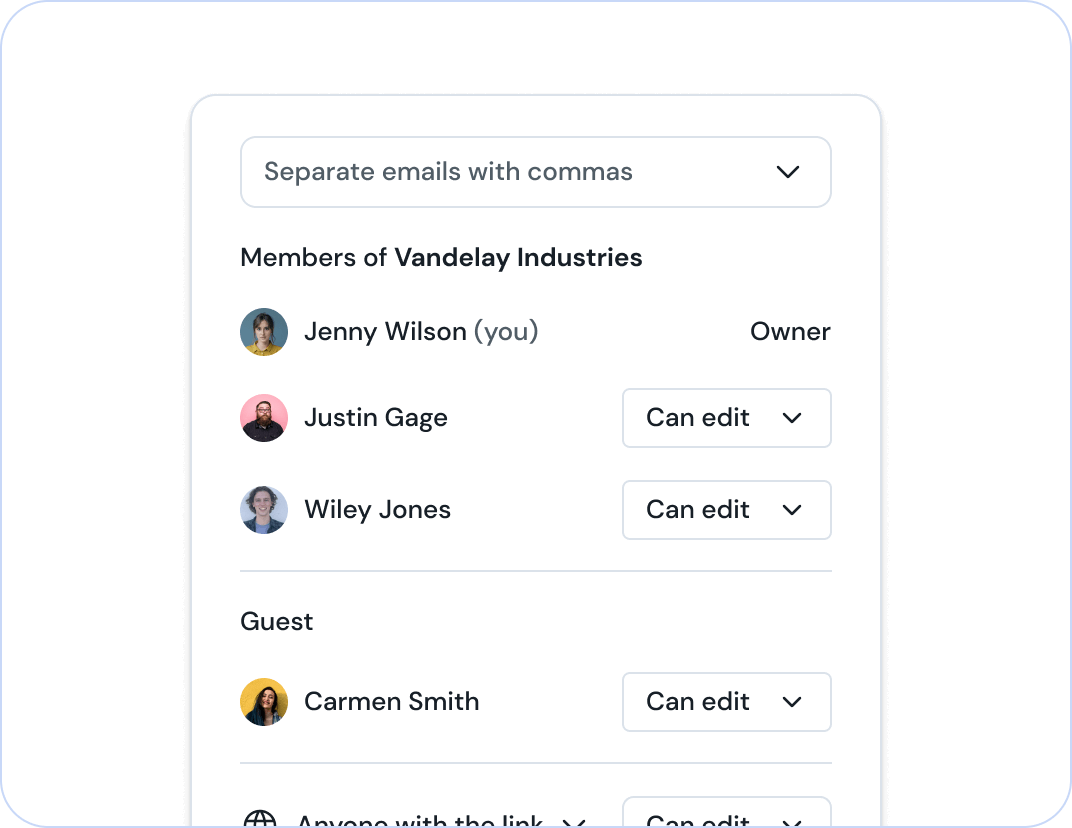 Separate emails with commas
Members of Vandelay Industries
Jenny Wilson (you) Owner
Justin Gage Can edit
Wiley Jones Can edit
Guest
Carmen Smith Can edit
Anyone with the link Can edit